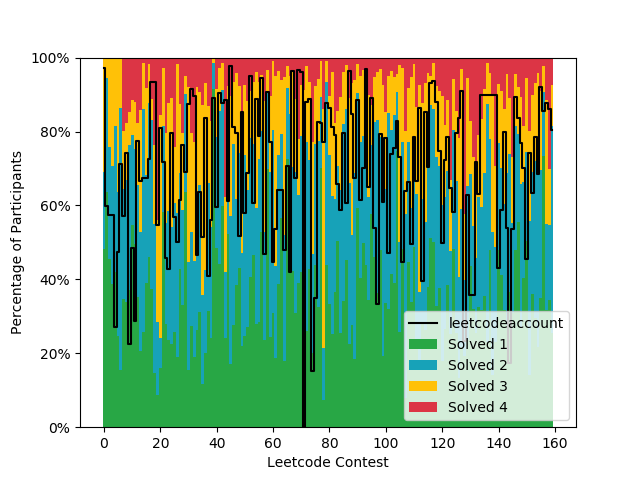 100%
80%
60%
40%
20%
0%
Percentage of Participants
0 20 40 60 80 100 120 140 160
Leetcode Contest
leetcodeaccount
Solved 1
Solved 2
Solved 3
Solved 4